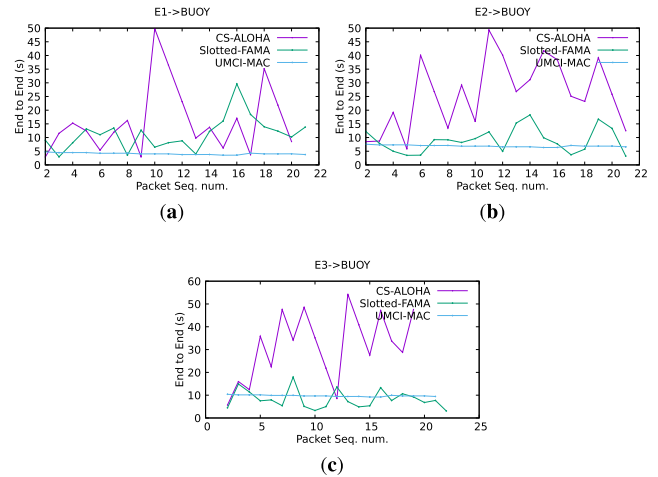 E1->BUOY
50
45
40
35
30
25
20
15
10
5
0
End to End (s)
CS-ALOHA
Slotted-FAMA
UMCI-MAC
2 4 6 8 10 12 14 16 18 20 22
Packet Seq. num.
(a)
E2->BUOY
50
45
40
35
30
25
20
15
10
5
0
End to End (s)
CS-ALOHA
Slotted-FAMA
UMCI-MAC
2 4 6 8 10 12 14 16 18 20 22
Packet Seq. num.
(b)
E3->BUOY
60
50
40
30
20
10
0
End to End (s)
CS-ALOHA
Slotted-FAMA
UMCI-MAC
0 5 10 15 20 25
Packet Seq. num.
(c)